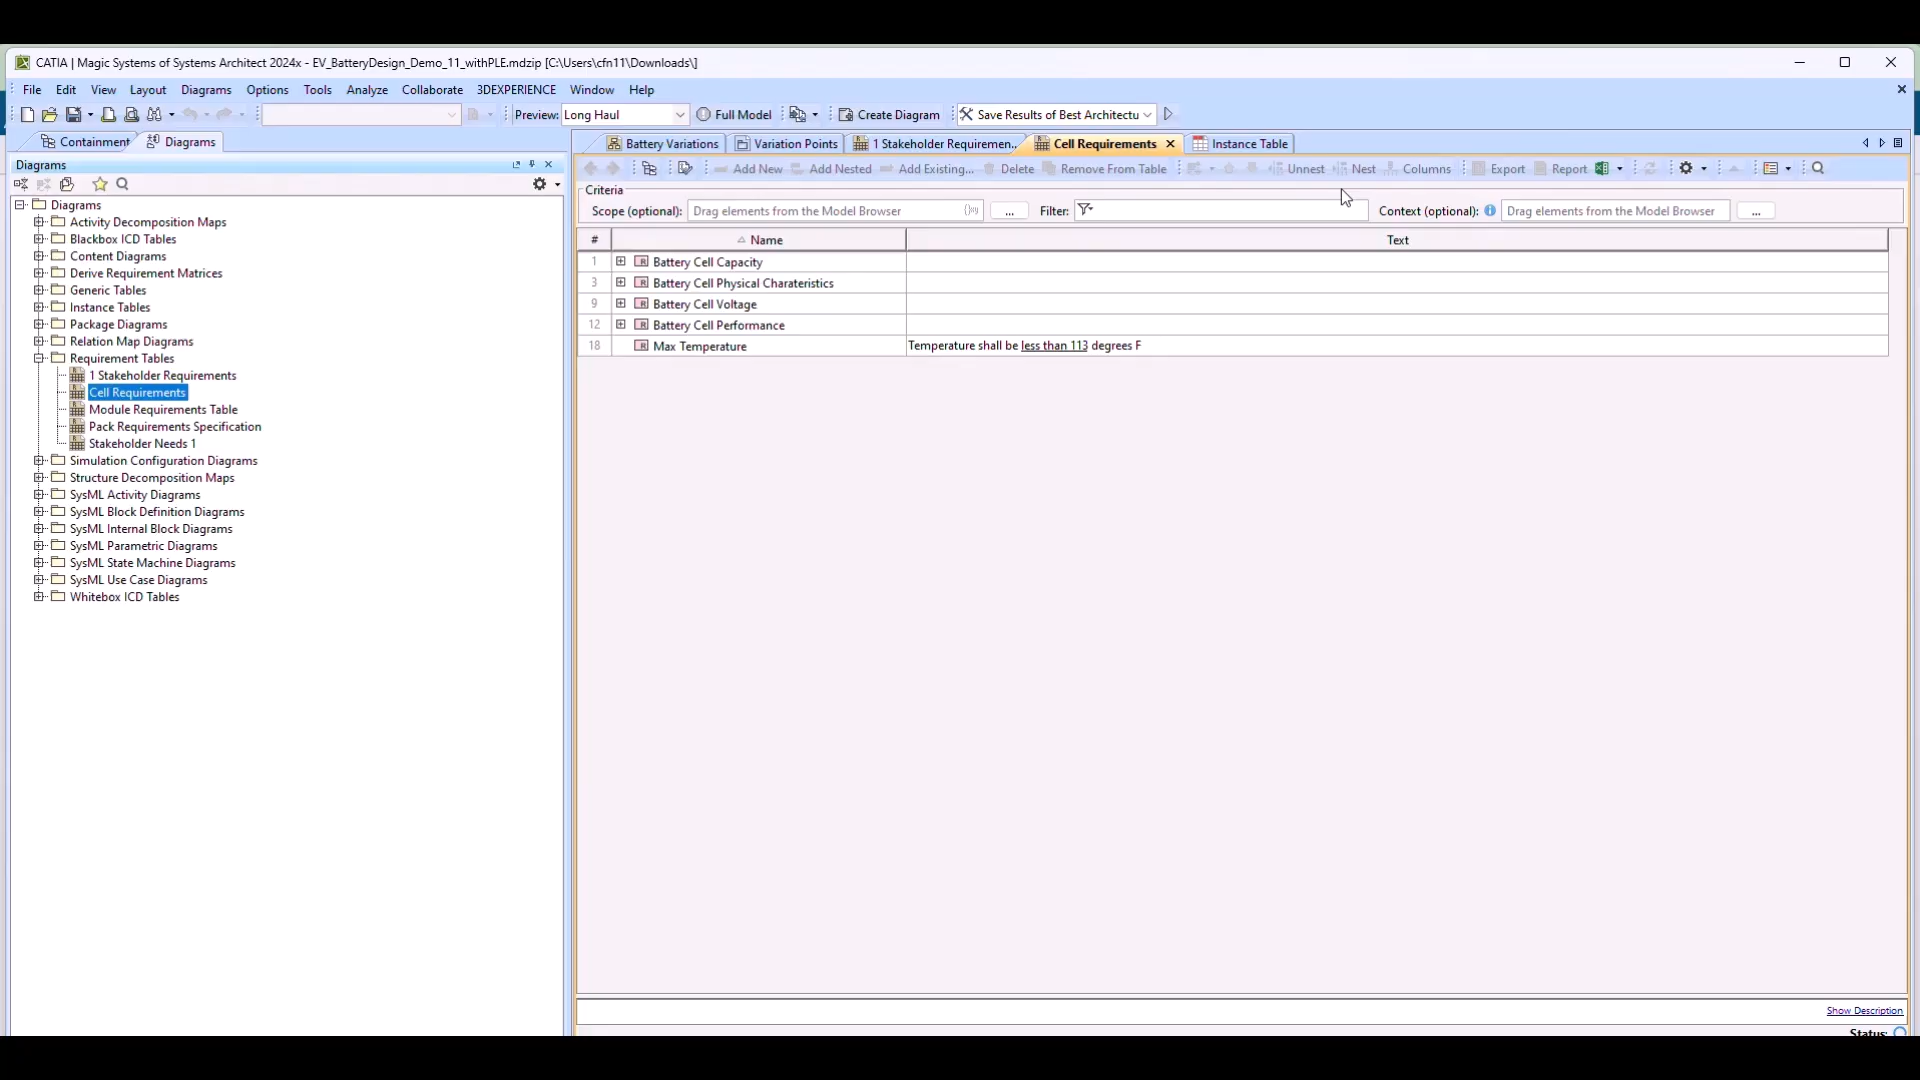 CATIA | Magic Systems of Systems Architect 2024x - EV_BatteryDesign_Demo_11_withPLE.mdzip [C:\Users\cfn11\Downloads\]
File Edit View Layout Diagrams Options Tools Analyze Collaborate 3DEXPERIENCE Window Help
Preview: Long Haul Full Model Create Diagram Save Results of Best Architectu
Containment Diagrams
Battery Variations Variation Points 1 Stakeholder Requiremen... Cell Requirements Instance Table
Diagrams
Add New Add Nested Add Existing... Delete Remove From Table Unnest Nest Columns Export Report
Criteria
Scope (optional): Drag elements from the Model Browser ... Filter: Context (optional): Drag elements from the Model Browser ...
# Name Text
1 Battery Cell Capacity
3 Battery Cell Physical Charateristics
9 Battery Cell Voltage
12 Battery Cell Performance
18 Max Temperature Temperature shall be less than 113 degrees F
Diagrams
Activity Decomposition Maps
Blackbox ICD Tables
Content Diagrams
Derive Requirement Matrices
Generic Tables
Instance Tables
Package Diagrams
Relation Map Diagrams
Requirement Tables
1 Stakeholder Requirements
Cell Requirements
Module Requirements Table
Pack Requirements Specification
Stakeholder Needs 1
Simulation Configuration Diagrams
Structure Decomposition Maps
SysML Activity Diagrams
SysML Block Definition Diagrams
SysML Internal Block Diagrams
SysML Parametric Diagrams
SysML State Machine Diagrams
SysML Use Case Diagrams
Whitebox ICD Tables
Show Description
Status: